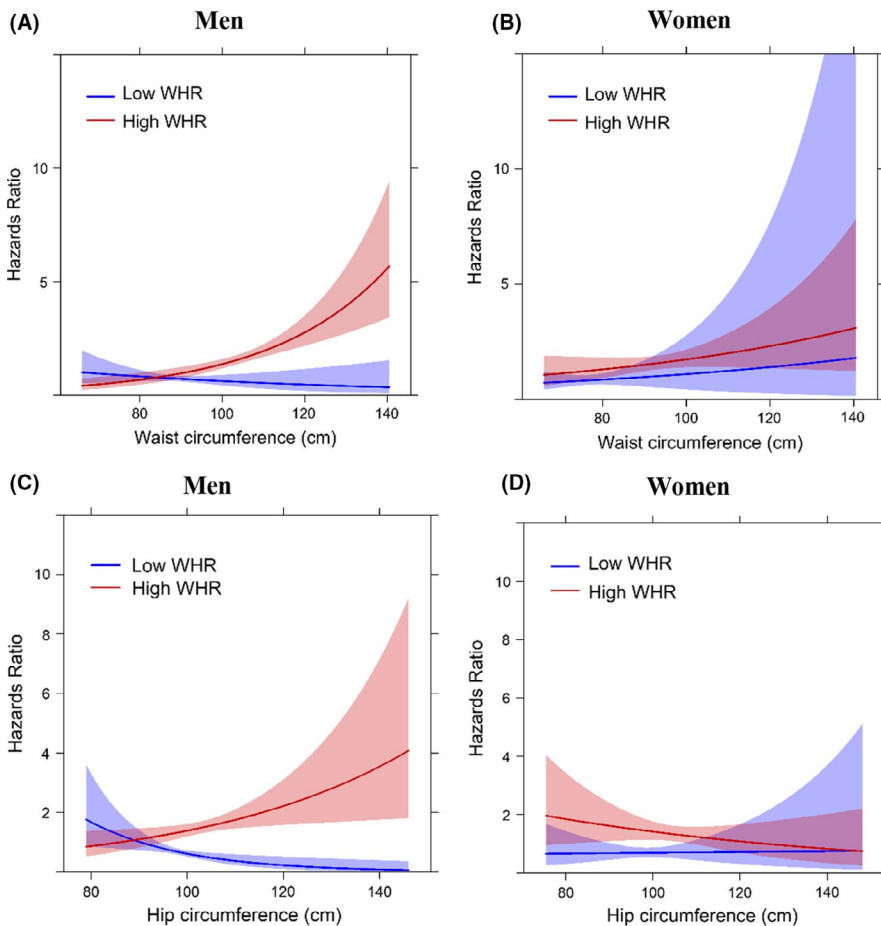 (A) Men
Low WHR
High WHR
10
5
80 100 120 140
Hazards Ratio
Waist circumference (cm)
(B) Women
Low WHR
High WHR
10
5
80 100 120 140
Hazards Ratio
Waist circumference (cm)
(C) Men
Low WHR
High WHR
10
8
6
4
2
80 100 120 140
Hazards Ratio
Hip circumference (cm)
(D) Women
Low WHR
High WHR
10
8
6
4
2
80 100 120 140
Hazards Ratio
Hip circumference (cm)